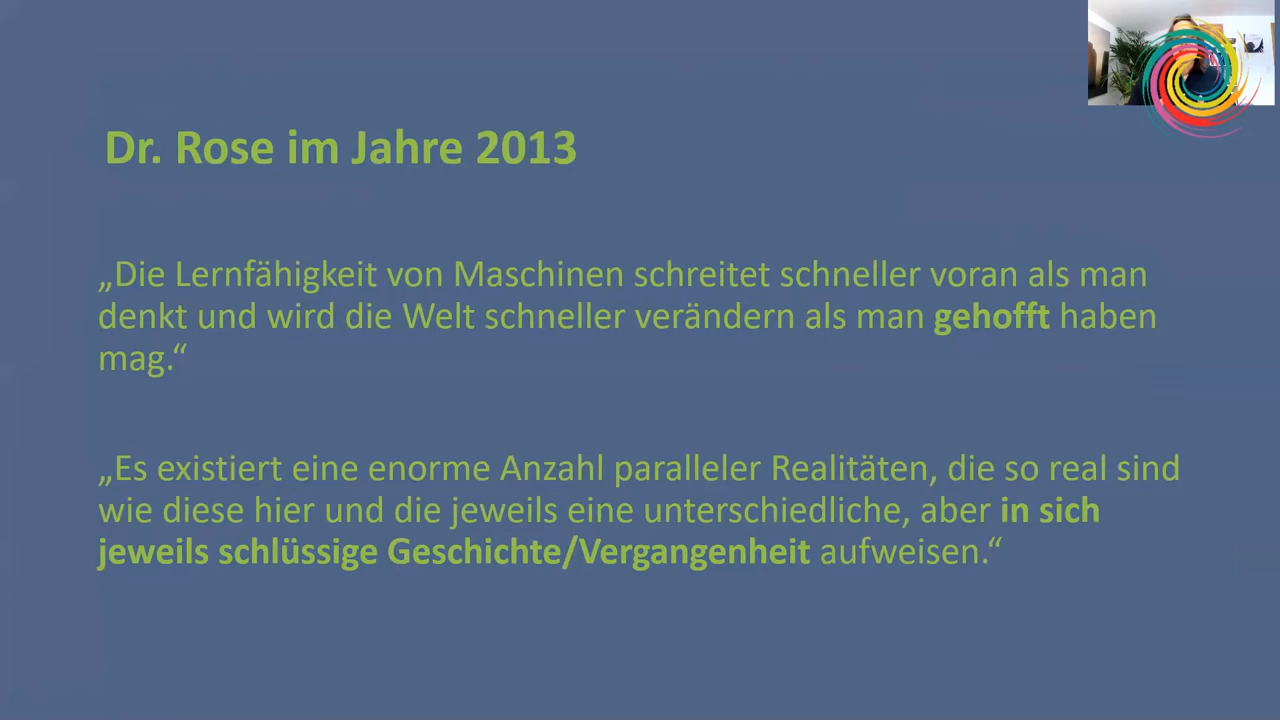 Dr. Rose im Jahre 2013
„Die Lernfähigkeit von Maschinen schreitet schneller voran als man
denkt und wird die Welt schneller verändern als man gehofft haben
mag.“
„Es existiert eine enorme Anzahl paralleler Realitäten, die so real sind
wie diese hier und die jeweils eine unterschiedliche, aber in sich
jeweils schlüssige Geschichte/Vergangenheit aufweisen.“